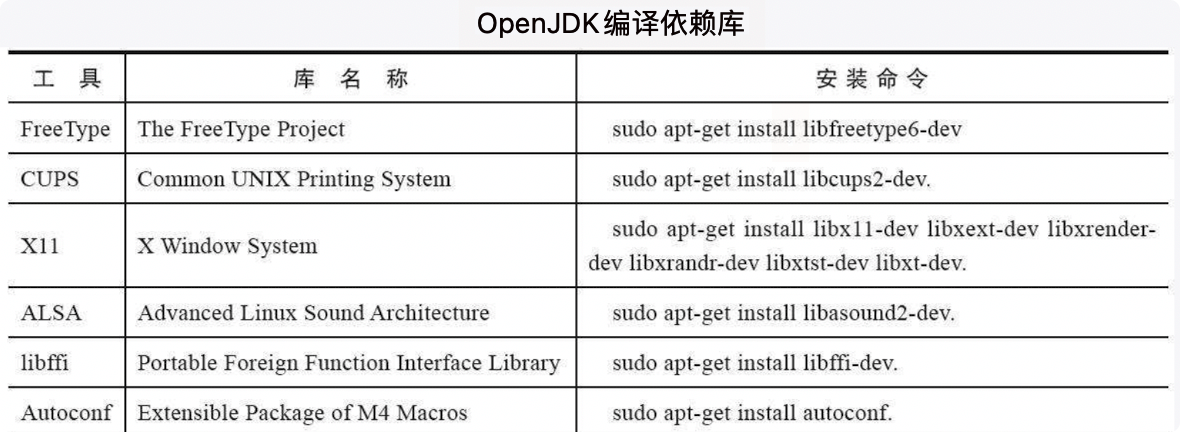 OpenJDK编译依赖库
工具 库名称 安装命令
FreeType The FreeType Project sudo apt-get install libfreetype6-dev
CUPS Common UNIX Printing System sudo apt-get install libcups2-dev.
X11 X Window System sudo apt-get install libx11-dev libxext-dev libxrender-
dev libxrandr-dev libxtst-dev libxt-dev.
ALSA Advanced Linux Sound Architecture sudo apt-get install libasound2-dev.
libffi Portable Foreign Function Interface Library sudo apt-get install libffi-dev.
Autoconf Extensible Package of M4 Macros sudo apt-get install autoconf.